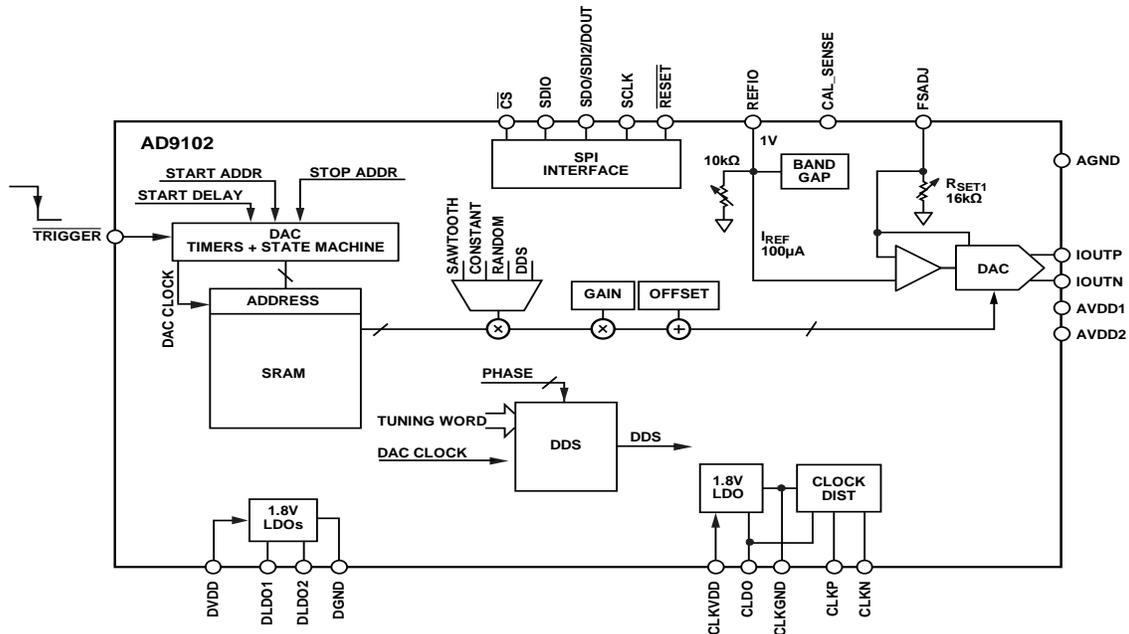 CS
SDIO
SDO/SDI2/DOUT
SCLK
RESET
REFIO
CAL_SENSE
FSADJ
AD9102
SPI
INTERFACE
1V
10kΩ
BAND
GAP
AGND
START ADDR
STOP ADDR
START DELAY
RSET1
16kΩ
TRIGGER
DAC
TIMERS + STATE MACHINE
SAWTOOTH
CONSTANT
RANDOM
DDS
IREF
100µA
DAC
IOUTP
IOUTN
AVDD1
AVDD2
DAC CLOCK
ADDRESS
SRAM
GAIN
OFFSET
×
×
+
PHASE
TUNING WORD
DAC CLOCK
DDS
DDS
1.8V
LDO
CLOCK
DIST
1.8V
LDOs
DVDD
DLDO1
DLDO2
DGND
CLKVDD
CLDO
CLKGND
CLKP
CLKN